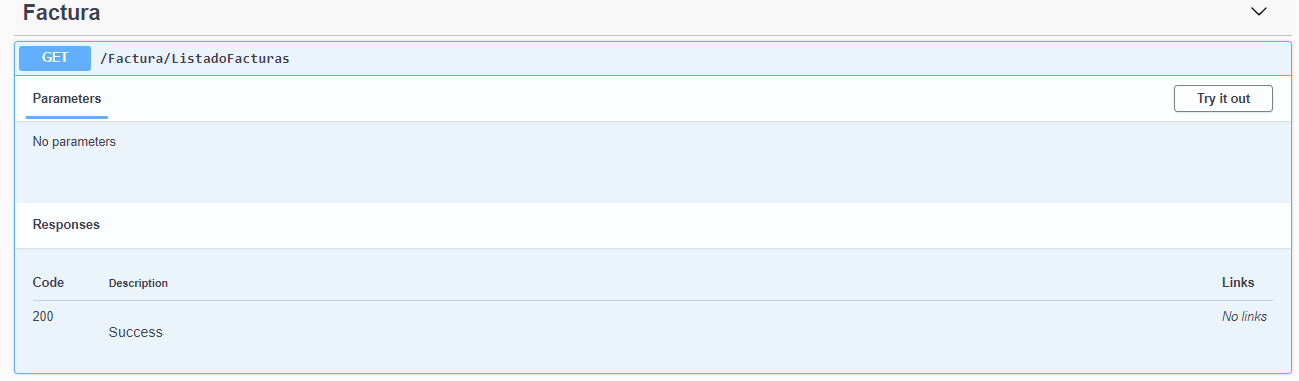 Factura
GET /Factura/ListadoFacturas
Parameters Try it out
No parameters
Responses
Code Description Links
200 No links
Success